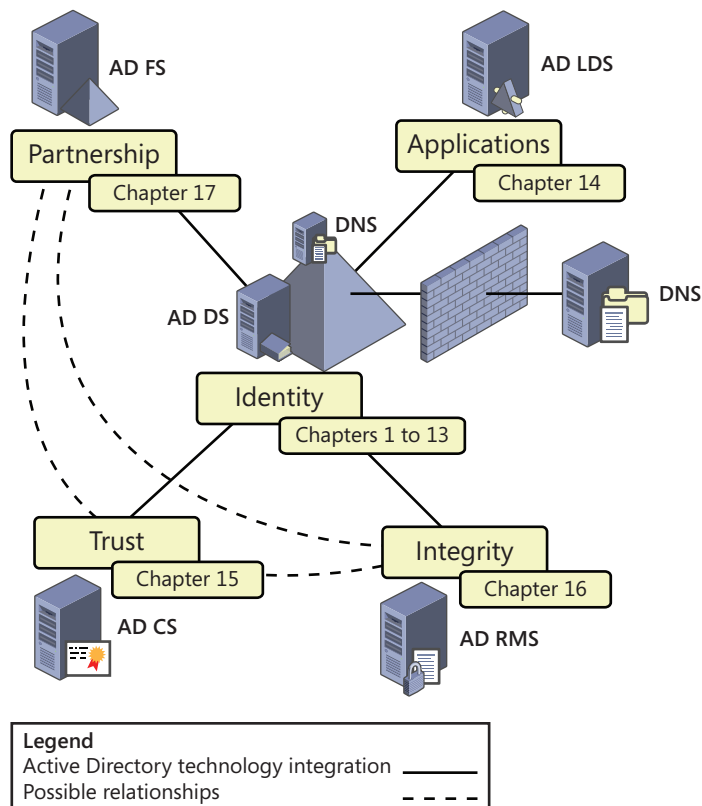 AD FS
AD LDS
Partnership
Applications
Chapter 17
Chapter 14
DNS
DNS
AD DS
Identity
Chapters 1 to 13
Trust
Integrity
Chapter 15
Chapter 16
AD CS
AD RMS
Legend
Active Directory technology integration
Possible relationships